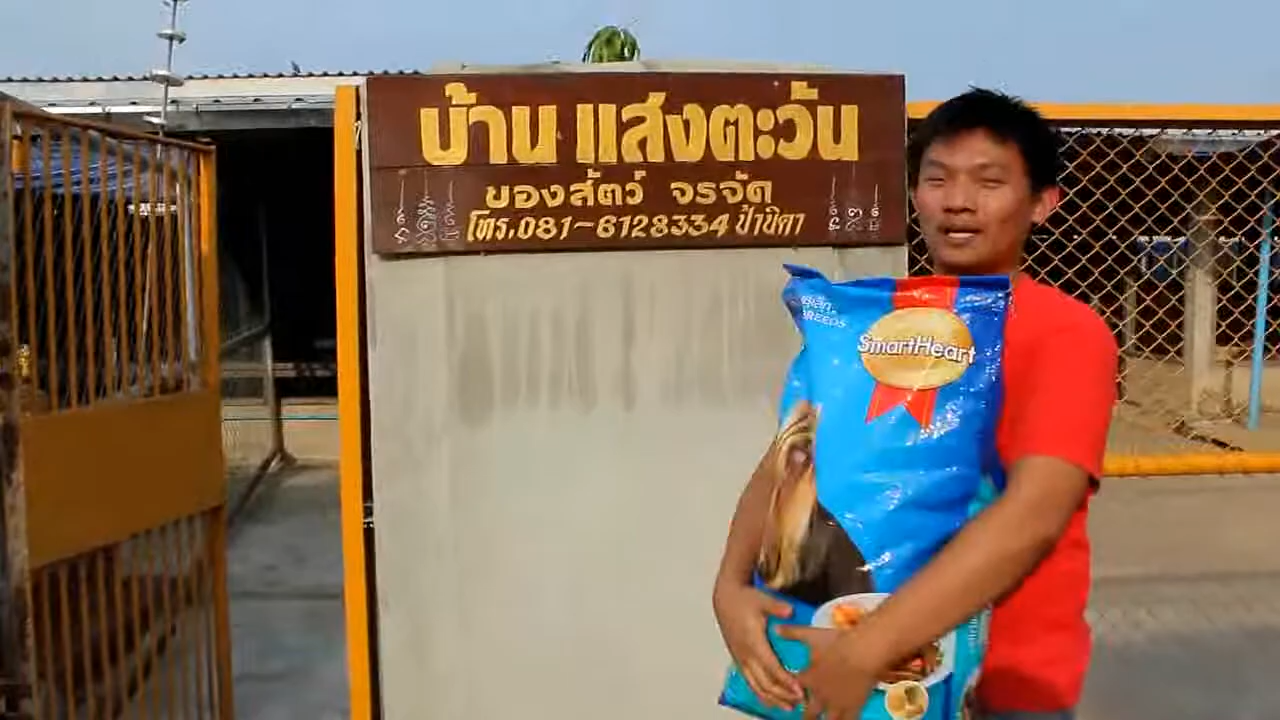 บ้าน แสงตะวัน
ของสัตว์ จรจัด
โทร.081-6128334 ป้านิดา
SmartHeart
BREEDS